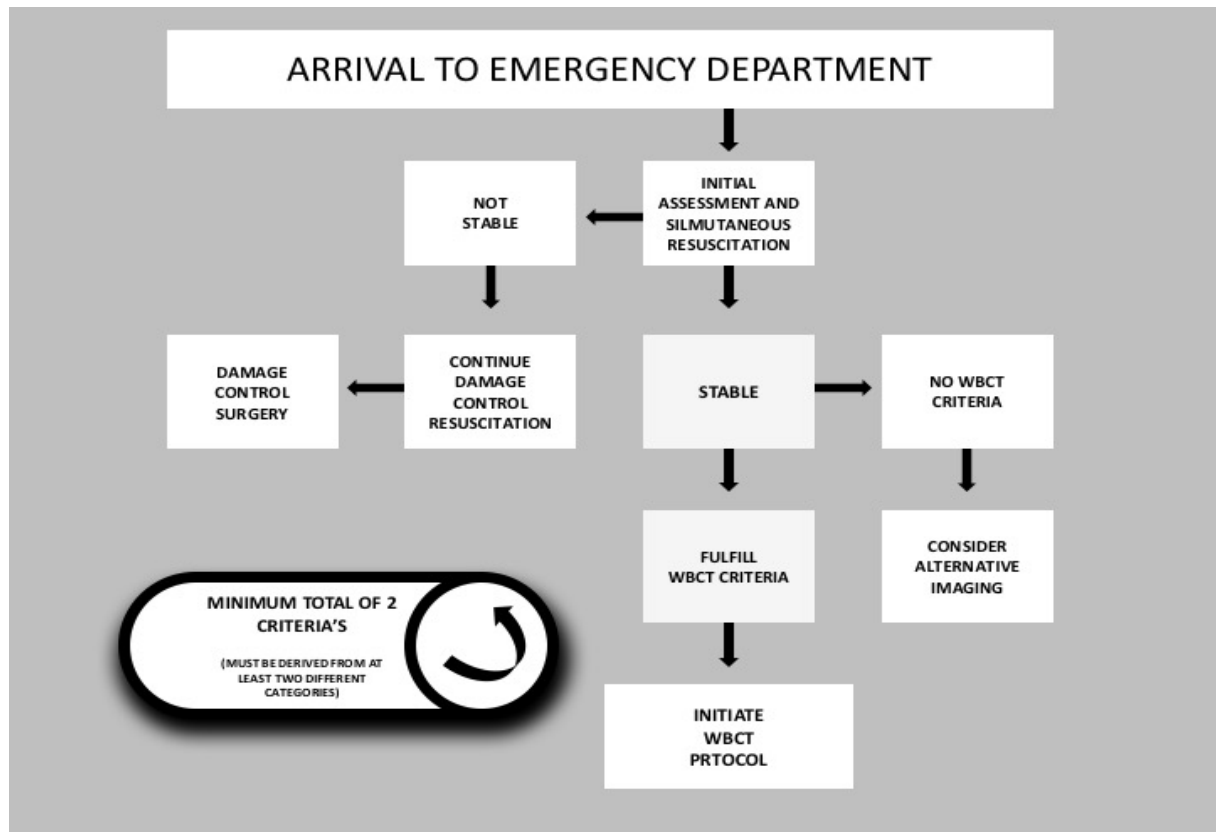 ARRIVAL TO EMERGENCY DEPARTMENT
NOT
STABLE
INITIAL
ASSESSMENT AND
SILMUTANEOUS
RESUSCITATION
DAMAGE
CONTROL
SURGERY
CONTINUE
DAMAGE
CONTROL
RESUSCITATION
STABLE
NO WBCT
CRITERIA
FULFILL
WBCT CRITERIA
CONSIDER
ALTERNATIVE
IMAGING
MINIMUM TOTAL OF 2
CRITERIA'S
(MUST BE DERIVED FROM AT
LEAST TWO DIFFERENT
CATEGORIES)
INITIATE
WBCT
PRTOCOL